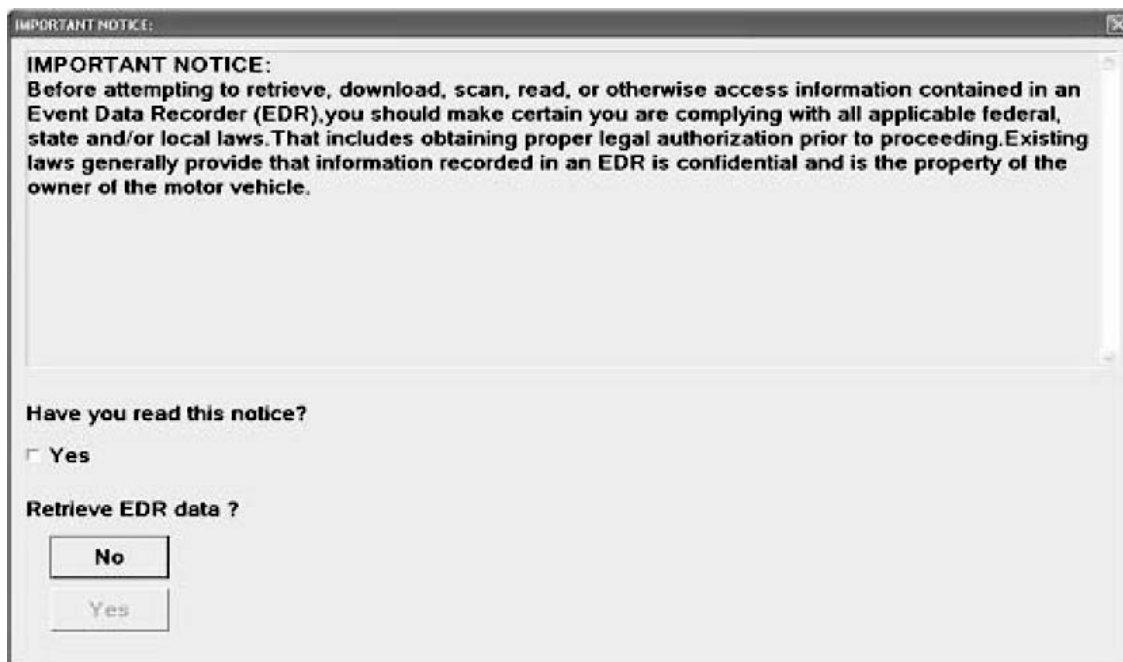 IMPORTANT NOTICE:
IMPORTANT NOTICE:
Before attempting to retrieve, download, scan, read, or otherwise access information contained in an
Event Data Recorder (EDR),you should make certain you are complying with all applicable federal,
state and/or local laws.That includes obtaining proper legal authorization prior to proceeding.Existing
laws generally provide that information recorded in an EDR is confidential and is the property of the
owner of the motor vehicle.
Have you read this notice?
Yes
Retrieve EDR data ?
No
Yes